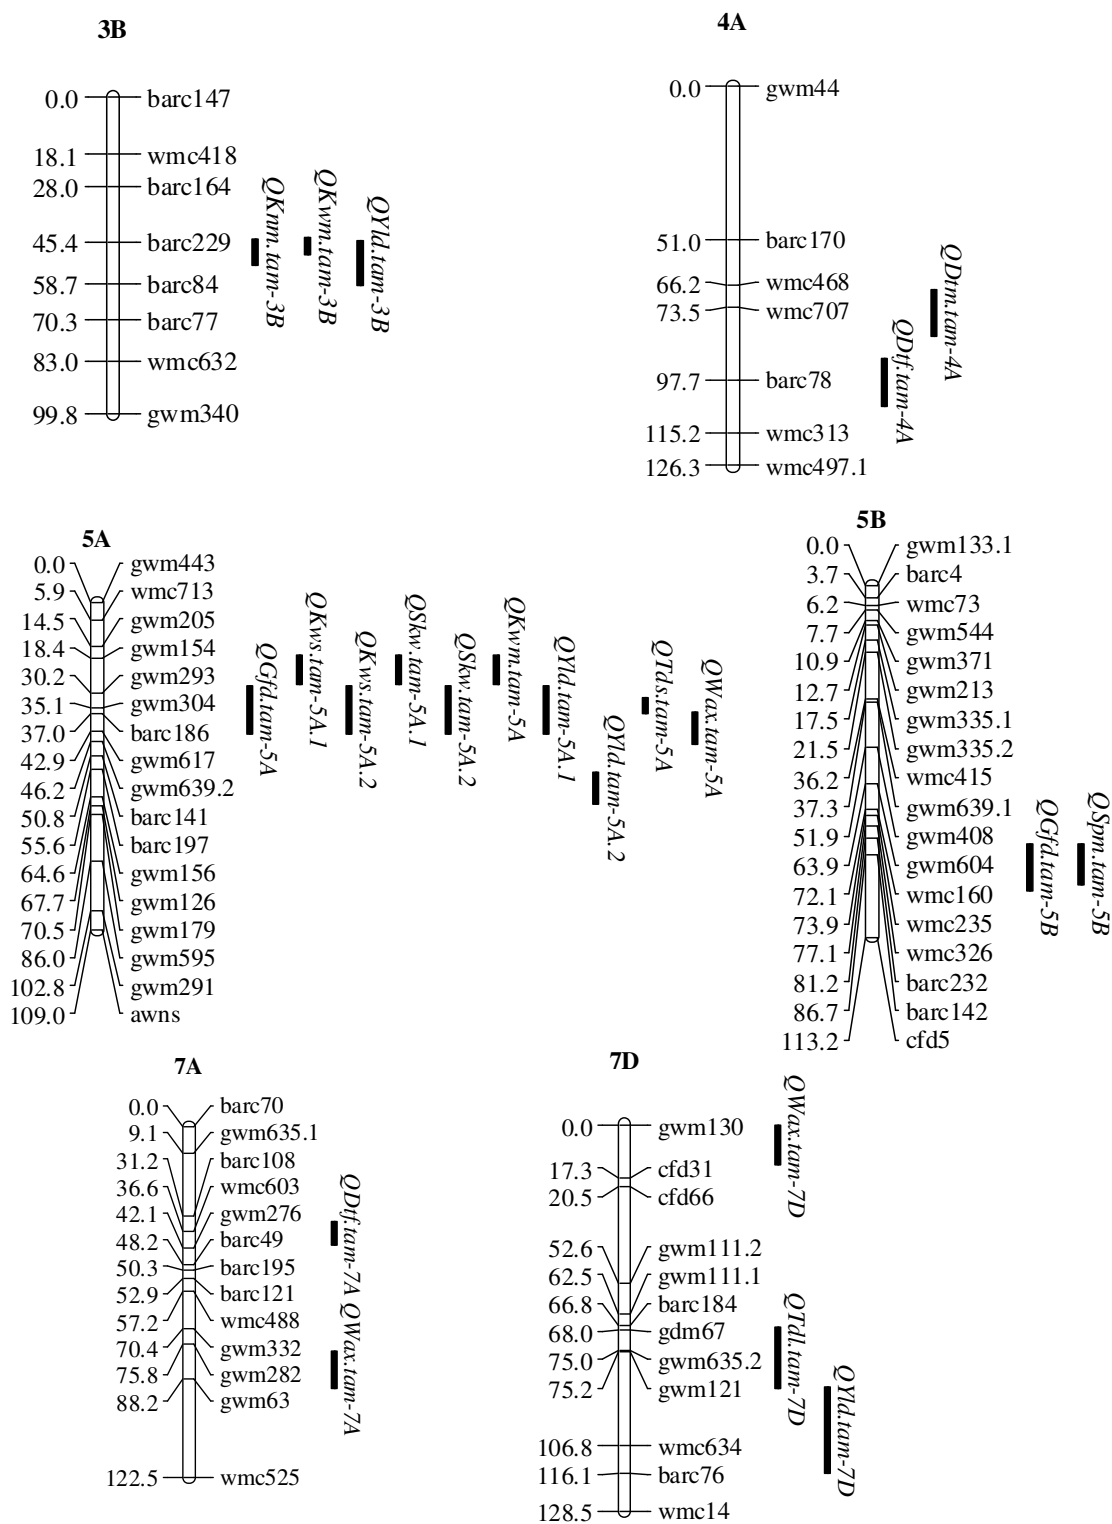 3B
0.0 barc147
18.1 wmc418
28.0 barc164
45.4 barc229
58.7 barc84
70.3 barc77
83.0 wmc632
99.8 gwm340
QKnm.tam-3B
QKwm.tam-3B
QYld.tam-3B
4A
0.0 gwm44
51.0 barc170
66.2 wmc468
73.5 wmc707
97.7 barc78
115.2 wmc313
126.3 wmc497.1
QDtf.tam-4A
QDtm.tam-4A
5A
0.0 gwm443
5.9 wmc713
14.5 gwm205
18.4 gwm154
30.2 gwm293
35.1 gwm304
37.0 barc186
42.9 gwm617
46.2 gwm639.2
50.8 barc141
55.6 barc197
64.6 gwm156
67.7 gwm126
70.5 gwm179
86.0 gwm595
102.8 gwm291
109.0 awns
QGfd.tam-5A
QKws.tam-5A.1
QKws.tam-5A.2
QSkw.tam-5A.1
QSkw.tam-5A.2
QKwm.tam-5A
QYld.tam-5A.1
QYld.tam-5A.2
QTds.tam-5A
QWax.tam-5A
5B
0.0 gwm133.1
3.7 barc4
6.2 wmc73
7.7 gwm544
10.9 gwm371
12.7 gwm213
17.5 gwm335.1
21.5 gwm335.2
36.2 wmc415
37.3 gwm639.1
51.9 gwm408
63.9 gwm604
72.1 wmc160
73.9 wmc235
77.1 wmc326
81.2 barc232
86.7 barc142
113.2 cfd5
QGfd.tam-5B
QSpm.tam-5B
7A
0.0 barc70
9.1 gwm635.1
31.2 barc108
36.6 wmc603
42.1 gwm276
48.2 barc49
50.3 barc195
52.9 barc121
57.2 wmc488
70.4 gwm332
75.8 gwm282
88.2 gwm63
122.5 wmc525
QDtf.tam-7A
QWax.tam-7A
7D
0.0 gwm130
17.3 cfd31
20.5 cfd66
52.6 gwm111.2
62.5 gwm111.1
66.8 barc184
68.0 gdm67
75.0 gwm635.2
75.2 gwm121
106.8 wmc634
116.1 barc76
128.5 wmc14
QWax.tam-7D
QTdl.tam-7D
QYld.tam-7D